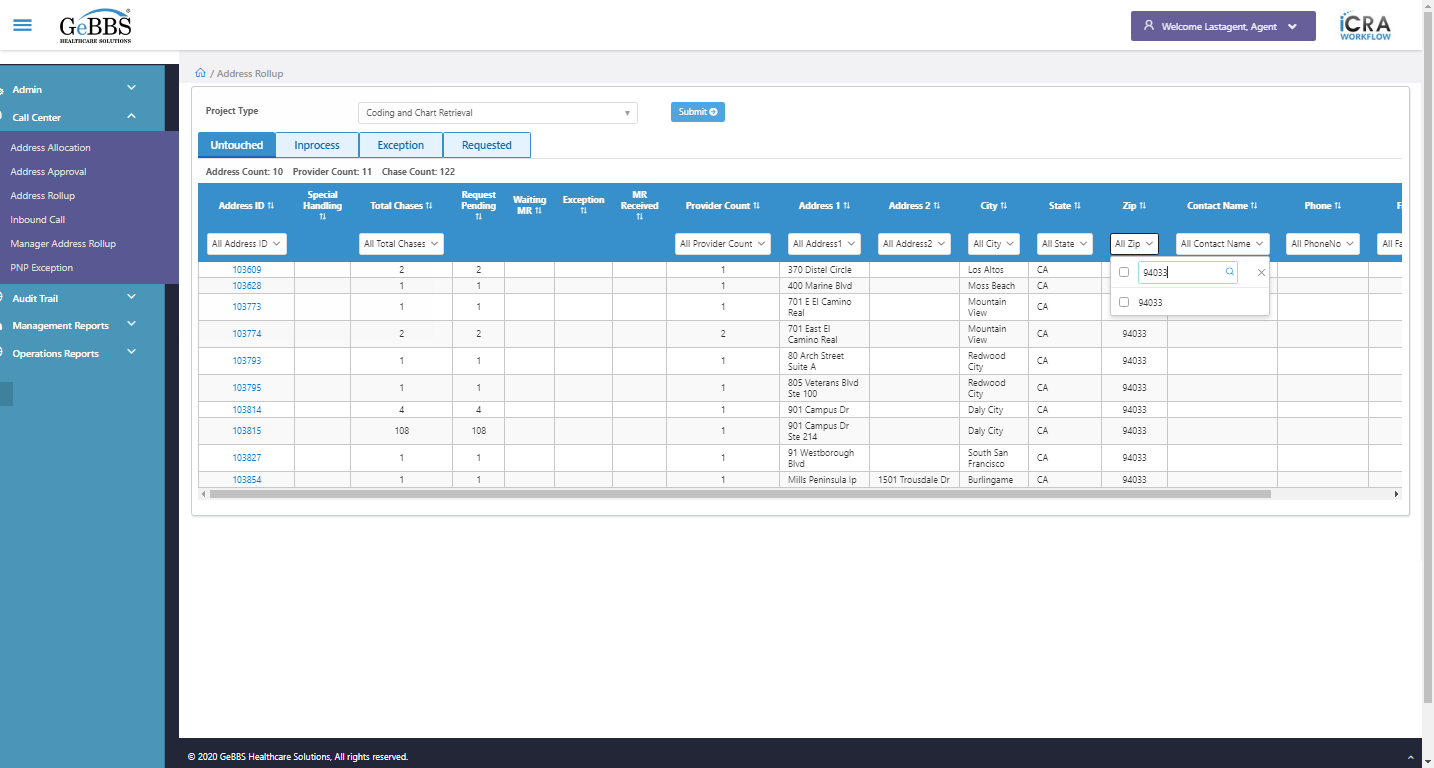 GeBBS
HEALTHCARE SOLUTIONS
Welcome Lastagent, Agent
iCRA
WORKFLOW
Admin
Call Center
Address Allocation
Address Approval
Address Rollup
Inbound Call
Manager Address Rollup
PNP Exception
Audit Trail
Management Reports
Operations Reports
/ Address Rollup
Project Type
Coding and Chart Retrieval
Submit
Untouched Inprocess Exception Requested
Address Count: 10 Provider Count: 11 Chase Count: 122
Address ID Special Handling Total Chases Request Pending Waiting MR Exception MR Received Provider Count Address 1 Address 2 City State Zip Contact Name Phone F
All Address ID All Total Chases All Provider Count All Address1 All Address2 All City All State All Zip All Contact Name All PhoneNo All Fa
94033
94033
103609 2 2 1 370 Distel Circle Los Altos CA
103628 1 1 1 400 Marine Blvd Moss Beach CA
103773 1 1 1 701 E El Camino Real Mountain View CA
103774 2 2 2 701 East El Camino Real Mountain View CA 94033
103793 1 1 1 80 Arch Street Suite A Redwood City CA 94033
103795 1 1 1 805 Veterans Blvd Ste 100 Redwood City CA 94033
103814 4 4 1 901 Campus Dr Daly City CA 94033
103815 108 108 1 901 Campus Dr Ste 214 Daly City CA 94033
103827 1 1 1 91 Westborough Blvd South San Francisco CA 94033
103854 1 1 1 Mills Peninsula Ip 1501 Trousdale Dr Burlingame CA 94033
© 2020 GeBBS Healthcare Solutions, All rights reserved.